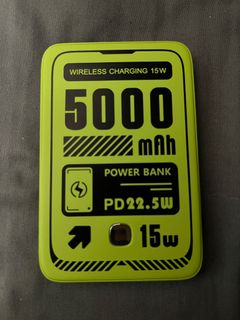 WIRELESS CHARGING 15W
5000
mAh
POWER BANK
PD22.5W
15w